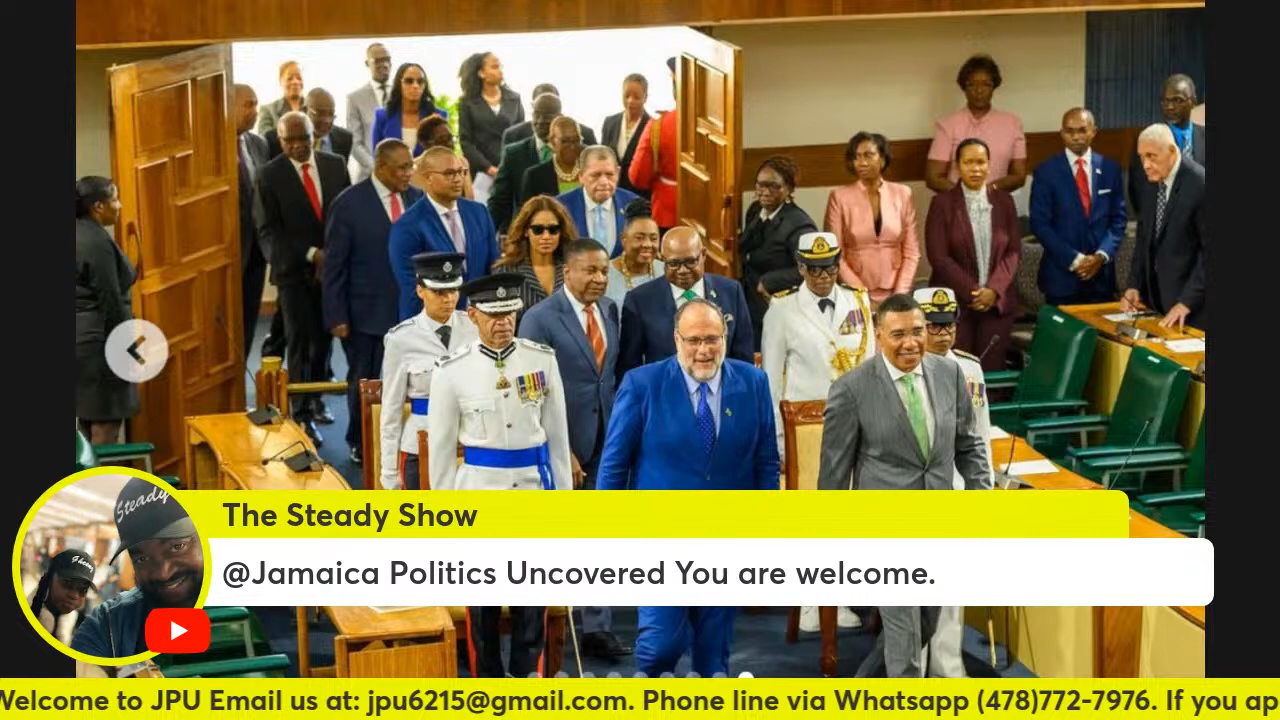 Steady
The Steady Show
@Jamaica Politics Uncovered You are welcome.
Welcome to JPU Email us at: jpu6215@gmail.com. Phone line via Whatsapp (478)772-7976. If you ap